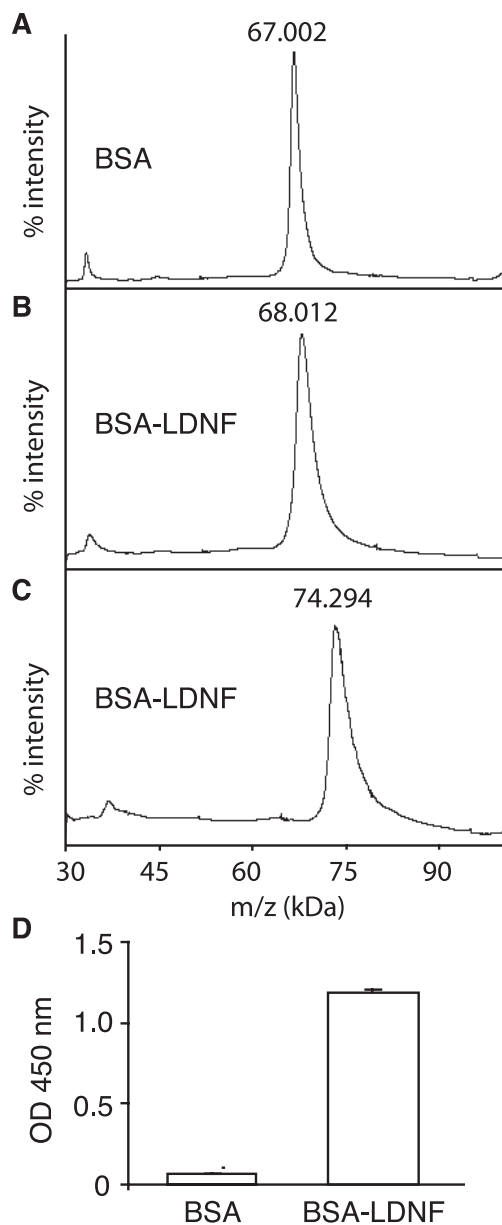 A
67.002
BSA
% intensity
B
68.012
BSA-LDNF
% intensity
C
74.294
BSA-LDNF
% intensity
30 45 60 75 90
m/z (kDa)
D
1.5
1.0
0.5
0
OD 450 nm
BSA BSA-LDNF